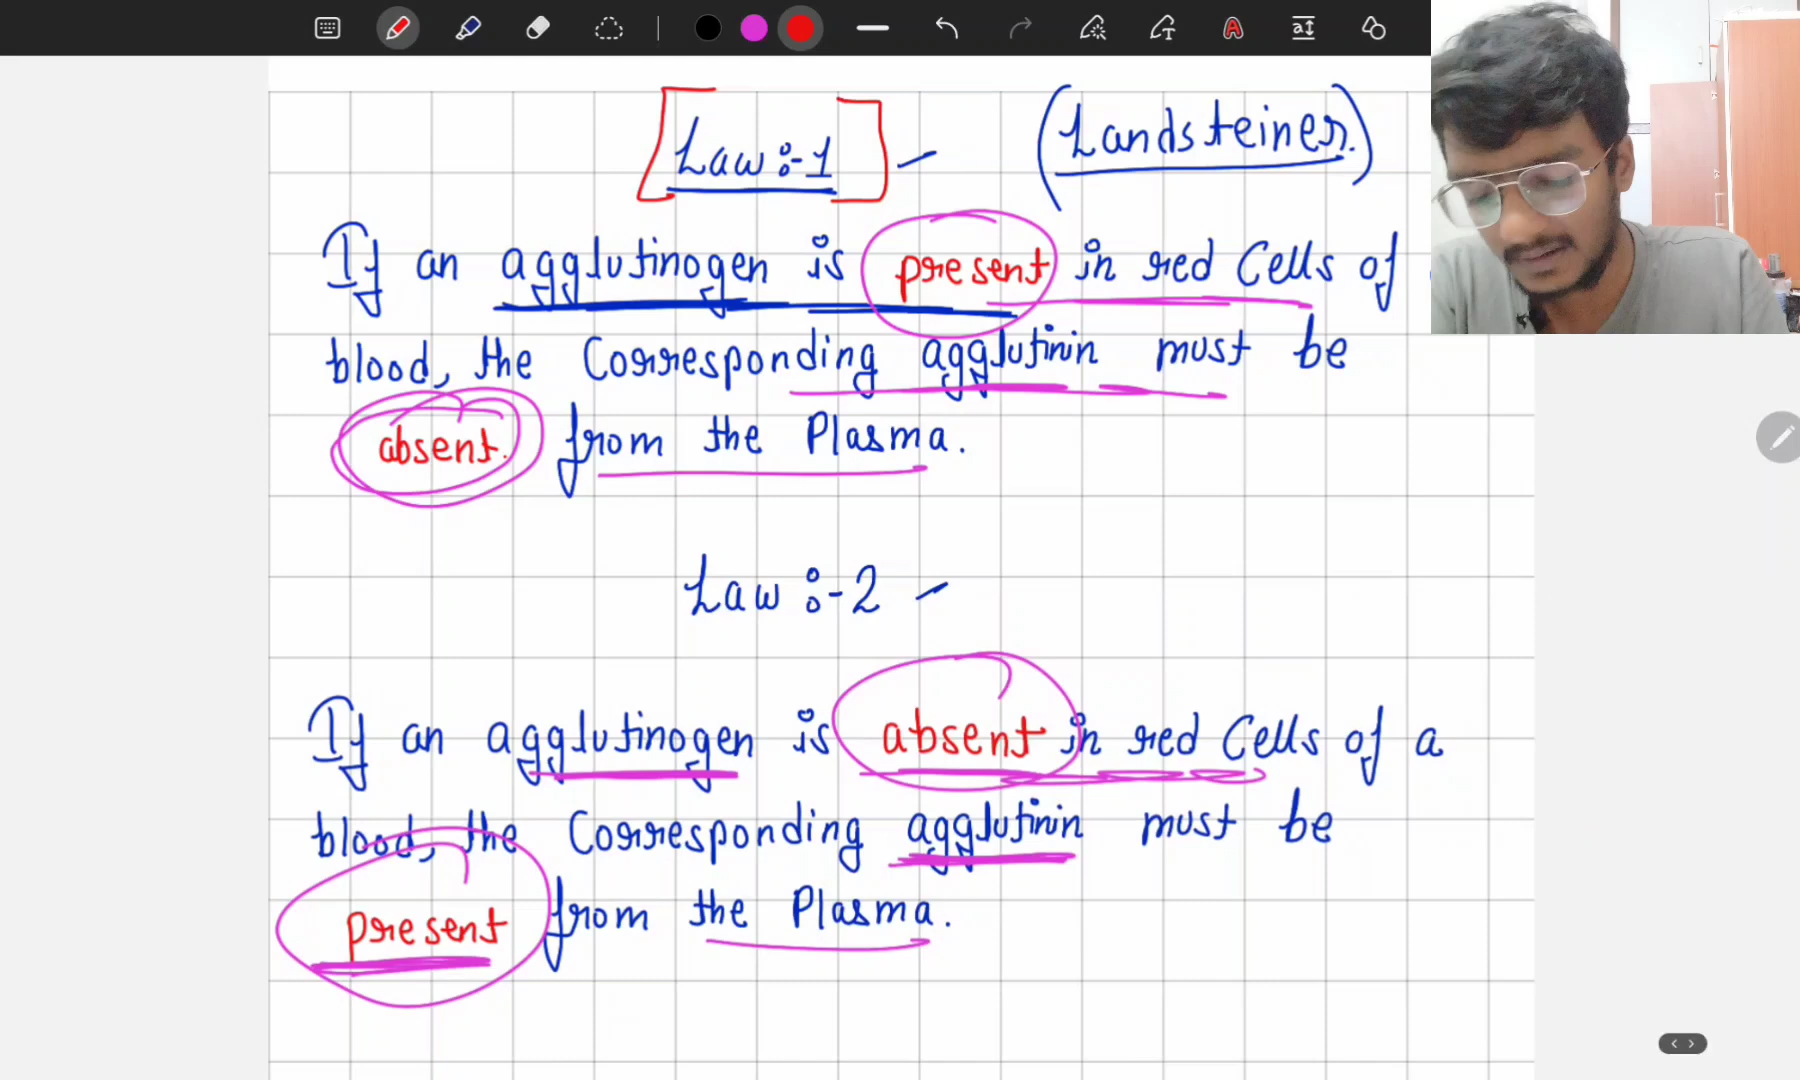 Law :- 1 - (Landsteiner.)
If an agglutinogen is present in red Cells of
blood, the Corresponding agglutinin must be
absent. from the Plasma.
Law :- 2 -
If an agglutinogen is absent in red Cells of a
blood, the Corresponding agglutinin must be
present from the Plasma.